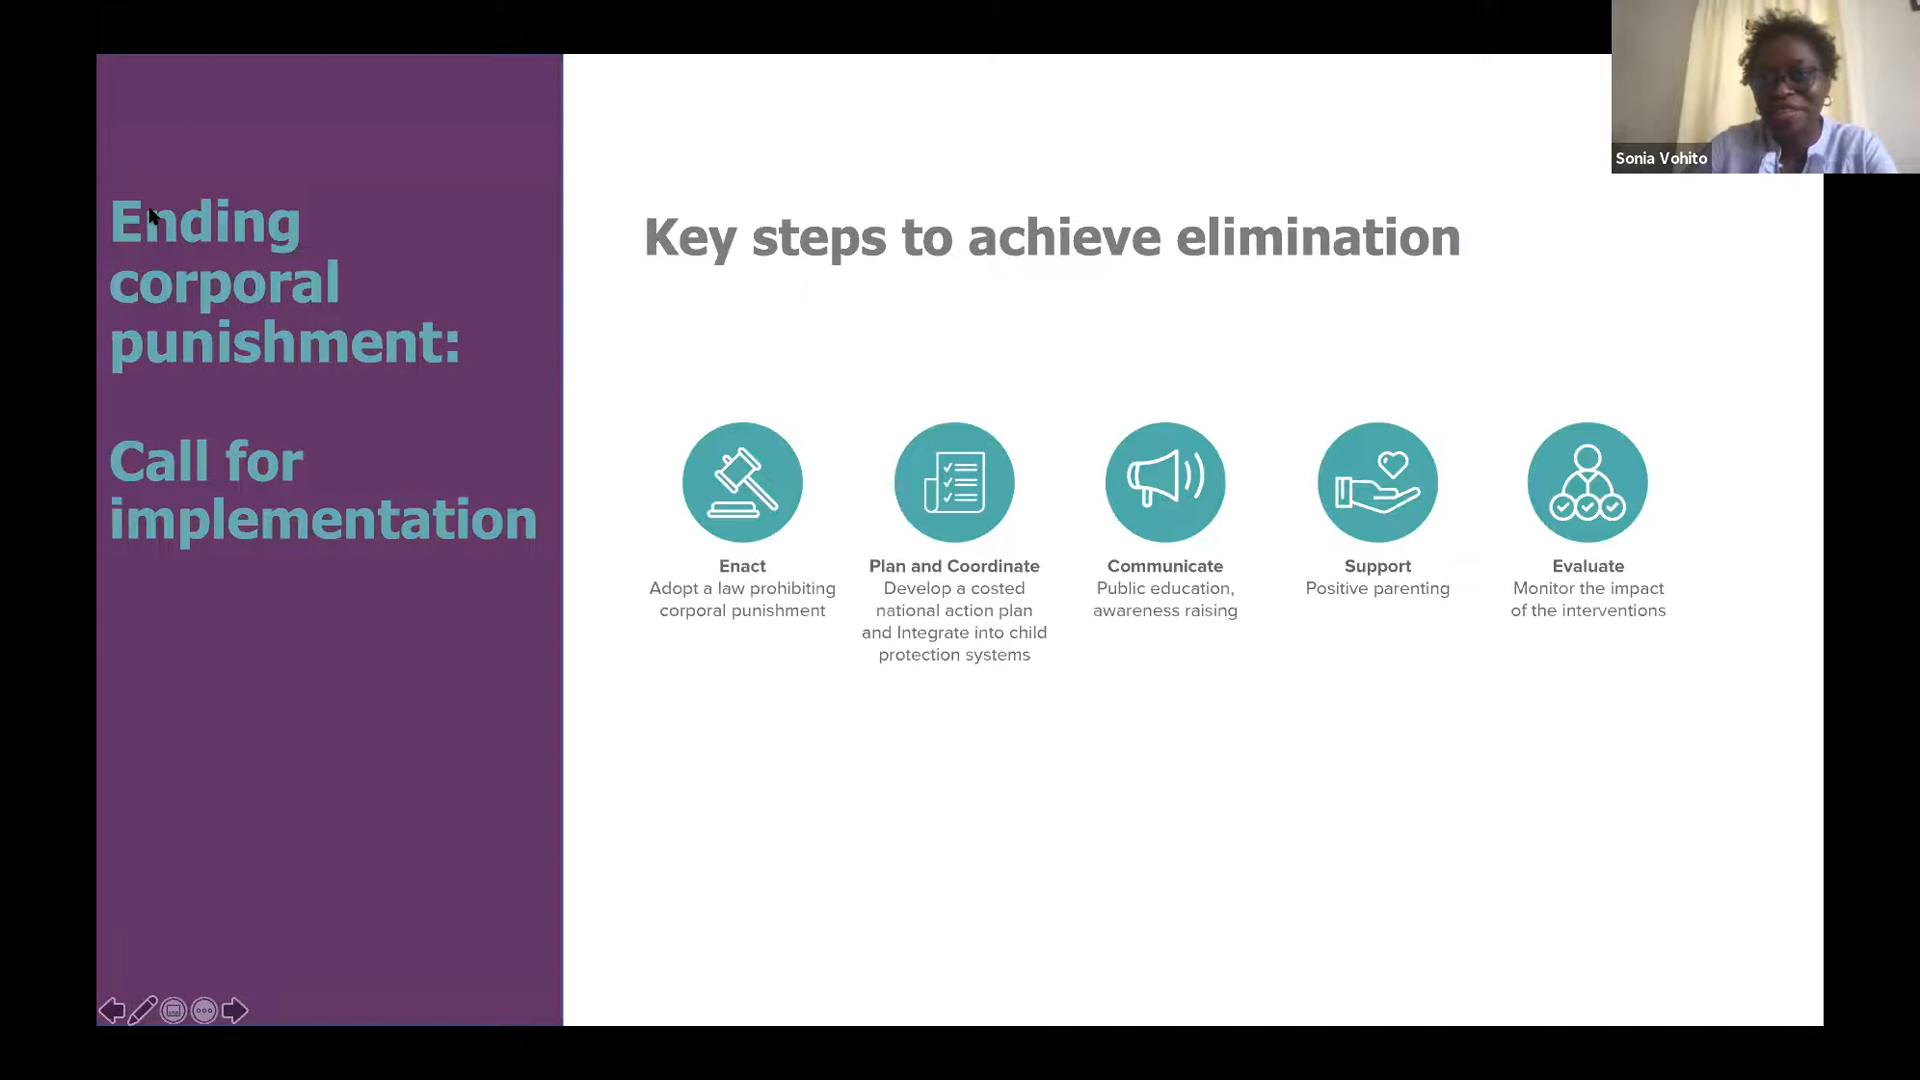 Ending
corporal
punishment:
Call for
implementation
Key steps to achieve elimination
Enact
Adopt a law prohibiting
corporal punishment
Plan and Coordinate
Develop a costed
national action plan
and Integrate into child
protection systems
Communicate
Public education,
awareness raising
Support
Positive parenting
Evaluate
Monitor the impact
of the interventions
Sonia Vohito